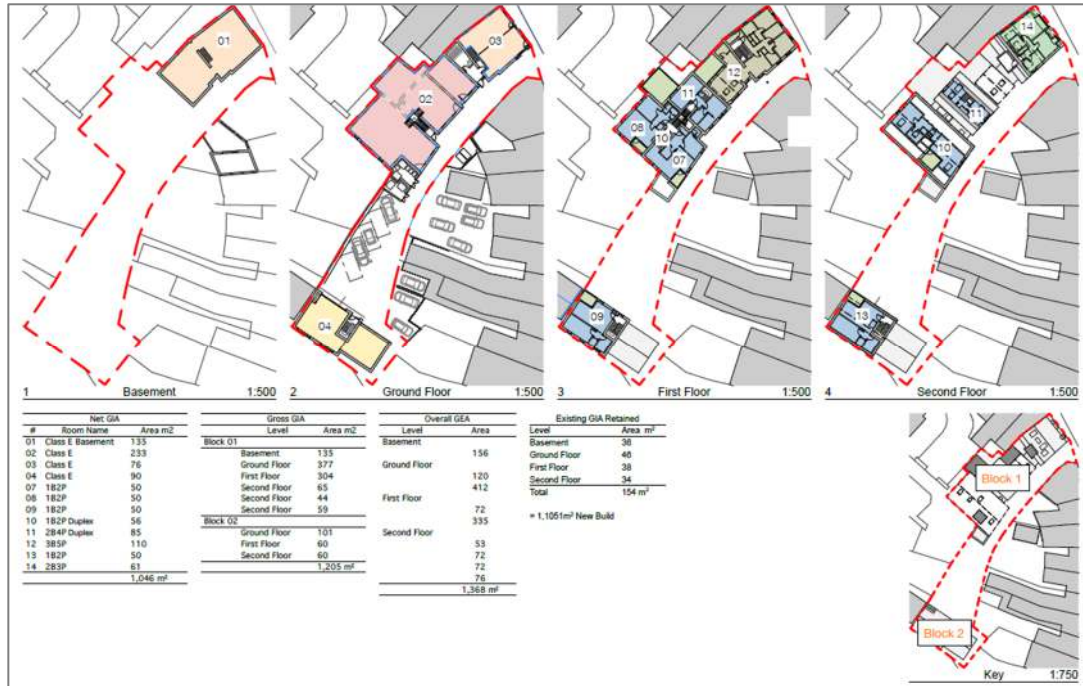 01
1 Basement 1:500
03
02
04
2 Ground Floor 1:500
12
11
08
10
07
09
3 First Floor 1:500
14
11
10
13
4 Second Floor 1:500
Net GIA
# Room Name Area m2
01 Class E Basement 135
02 Class E 233
03 Class E 76
04 Class E 90
07 1B2P 50
08 1B2P 50
09 1B2P 50
10 1B2P Duplex 56
11 2B4P Duplex 85
12 3B5P 110
13 1B2P 50
14 2B3P 61
1,046 m²
Gross GIA
Level Area m2
Block 01
Basement 135
Ground Floor 377
First Floor 304
Second Floor 65
Second Floor 44
Second Floor 59
Block 02
Ground Floor 101
First Floor 60
Second Floor 60
1,205 m²
Overall GEA
Level Area
Basement
156
Ground Floor
120
412
First Floor
72
335
Second Floor
53
72
72
76
1,368 m²
Existing GIA Retained
Level Area m²
Basement 36
Ground Floor 46
First Floor 38
Second Floor 34
Total 154 m²
= 1,1051m² New Build
Block 1
Block 2
Key 1:750